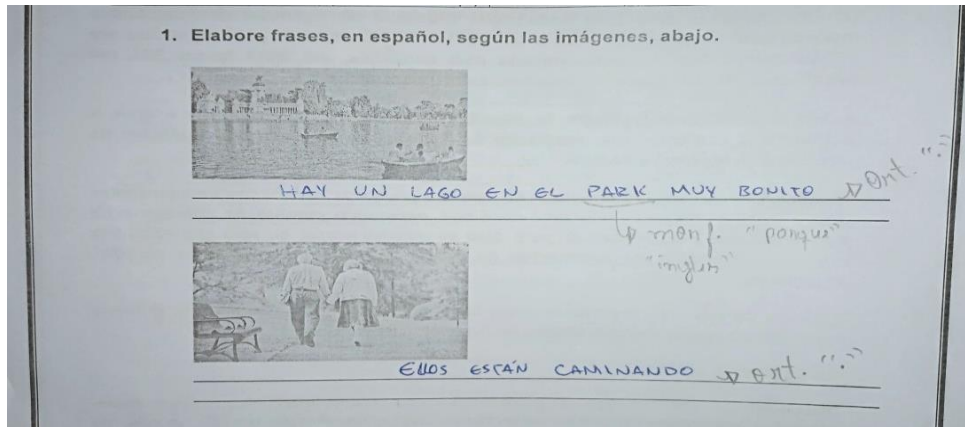 1. Elabore frases, en español, según las imágenes, abajo.
HAY UN LAGO EN EL PARK MUY BONITO → Ort. "."
→ morf. "parque"
"inglés"
ELLOS ESTÁN CAMINANDO → ort. "."